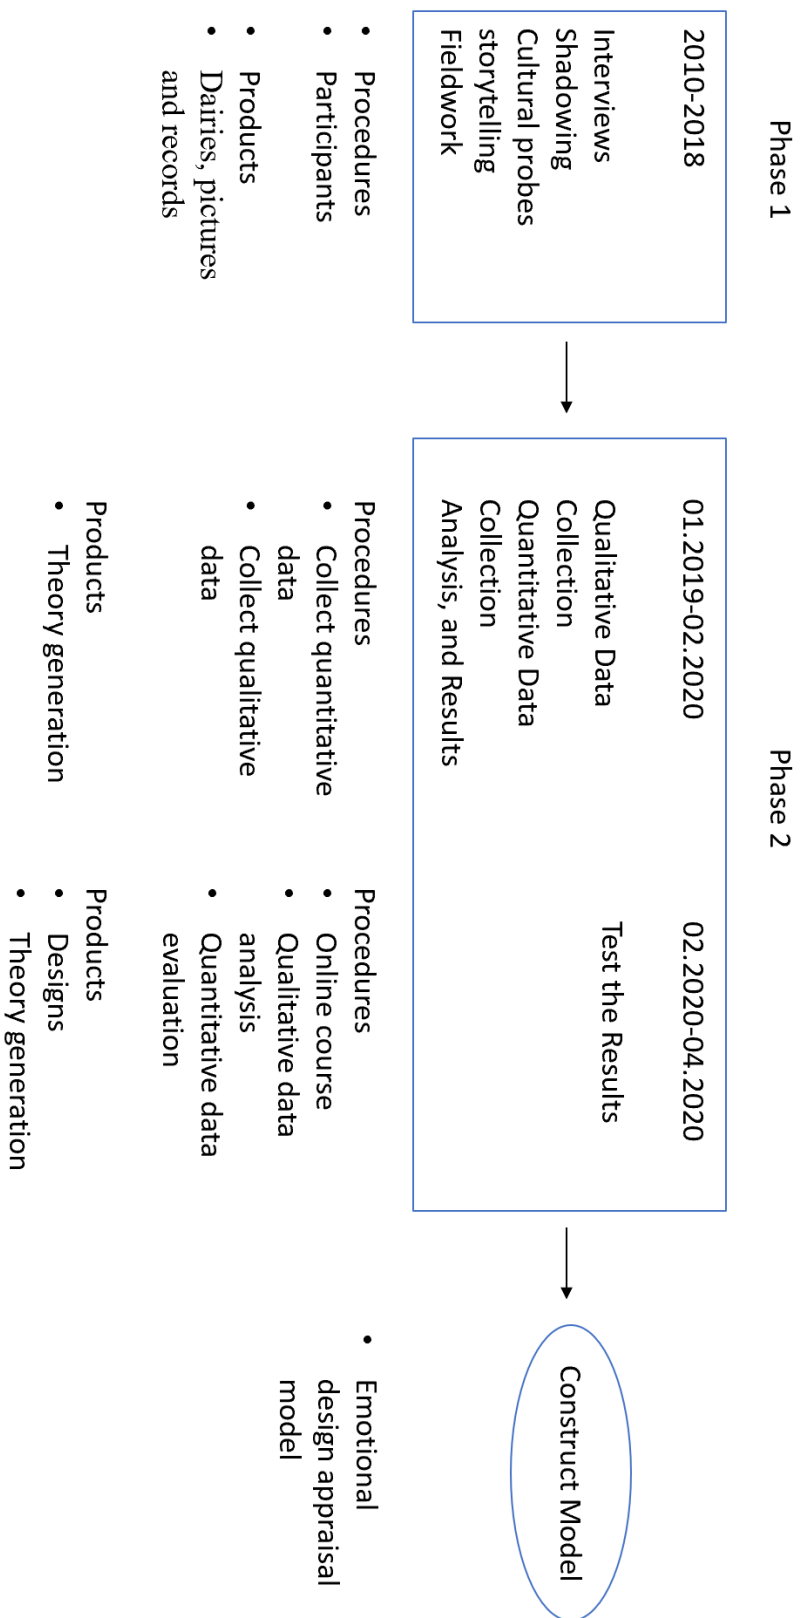 Phase 1
2010-2018
Interviews
Shadowing
Cultural probes
storytelling
Fieldwork
• Procedures
• Participants
• Products
• Dairies, pictures
and records
Phase 2
01.2019-02.2020
Qualitative Data
Collection
Quantitative Data
Collection
Analysis, and Results
Procedures
• Collect quantitative
data
• Collect qualitative
data
Products
• Theory generation
02.2020-04.2020
Test the Results
Procedures
• Online course
• Qualitative data
analysis
• Quantitative data
evaluation
Products
• Designs
• Theory generation
Construct Model
• Emotional
design appraisal
model